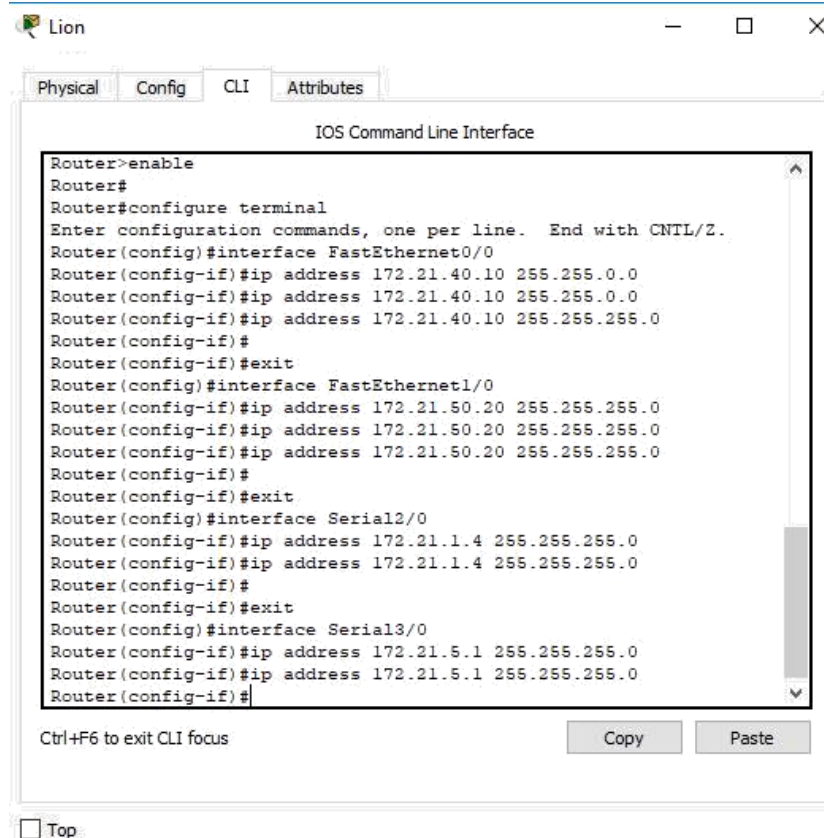 Lion
Physical Config CLI Attributes
IOS Command Line Interface
Router>enable
Router#
Router#configure terminal
Enter configuration commands, one per line.  End with CNTL/Z.
Router(config)#interface FastEthernet0/0
Router(config-if)#ip address 172.21.40.10 255.255.0.0
Router(config-if)#ip address 172.21.40.10 255.255.0.0
Router(config-if)#ip address 172.21.40.10 255.255.255.0
Router(config-if)#
Router(config-if)#exit
Router(config)#interface FastEthernet1/0
Router(config-if)#ip address 172.21.50.20 255.255.255.0
Router(config-if)#ip address 172.21.50.20 255.255.255.0
Router(config-if)#ip address 172.21.50.20 255.255.255.0
Router(config-if)#
Router(config-if)#exit
Router(config)#interface Serial2/0
Router(config-if)#ip address 172.21.1.4 255.255.255.0
Router(config-if)#ip address 172.21.1.4 255.255.255.0
Router(config-if)#
Router(config-if)#exit
Router(config)#interface Serial3/0
Router(config-if)#ip address 172.21.5.1 255.255.255.0
Router(config-if)#ip address 172.21.5.1 255.255.255.0
Router(config-if)#
Ctrl+F6 to exit CLI focus Copy Paste
Top